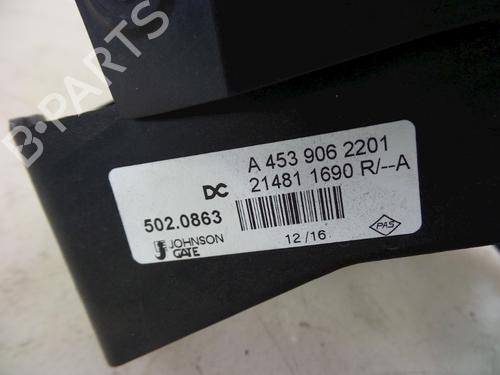 B-PARTS
A 453 906 2201
DC
21481 1690 R/--A
502.0863
JOHNSON
GATE
12/16
PAS